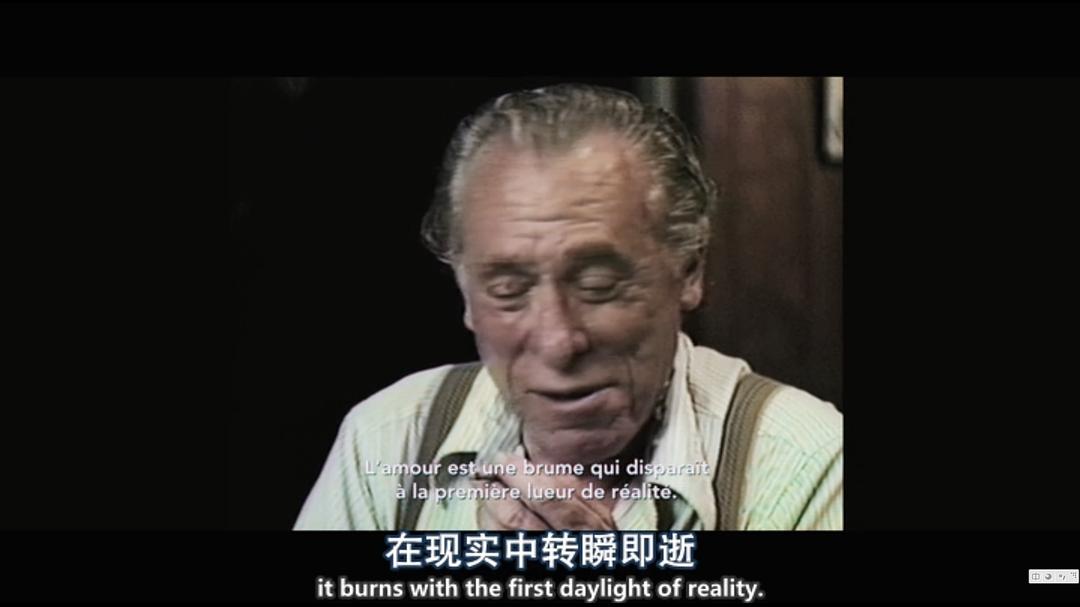 L'amour est une brume qui disparaît
à la première lueur de réalité.
在现实中转瞬即逝
it burns with the first daylight of reality.
中